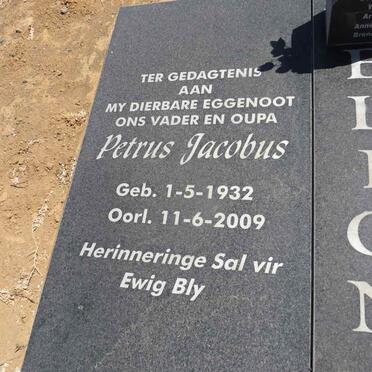 TER GEDAGTENIS
AAN
MY DIERBARE EGGENOOT
ONS VADER EN OUPA
Petrus Jacobus
Geb. 1-5-1932
Oorl. 11-6-2009
Herinneringe Sal vir
Ewig Bly